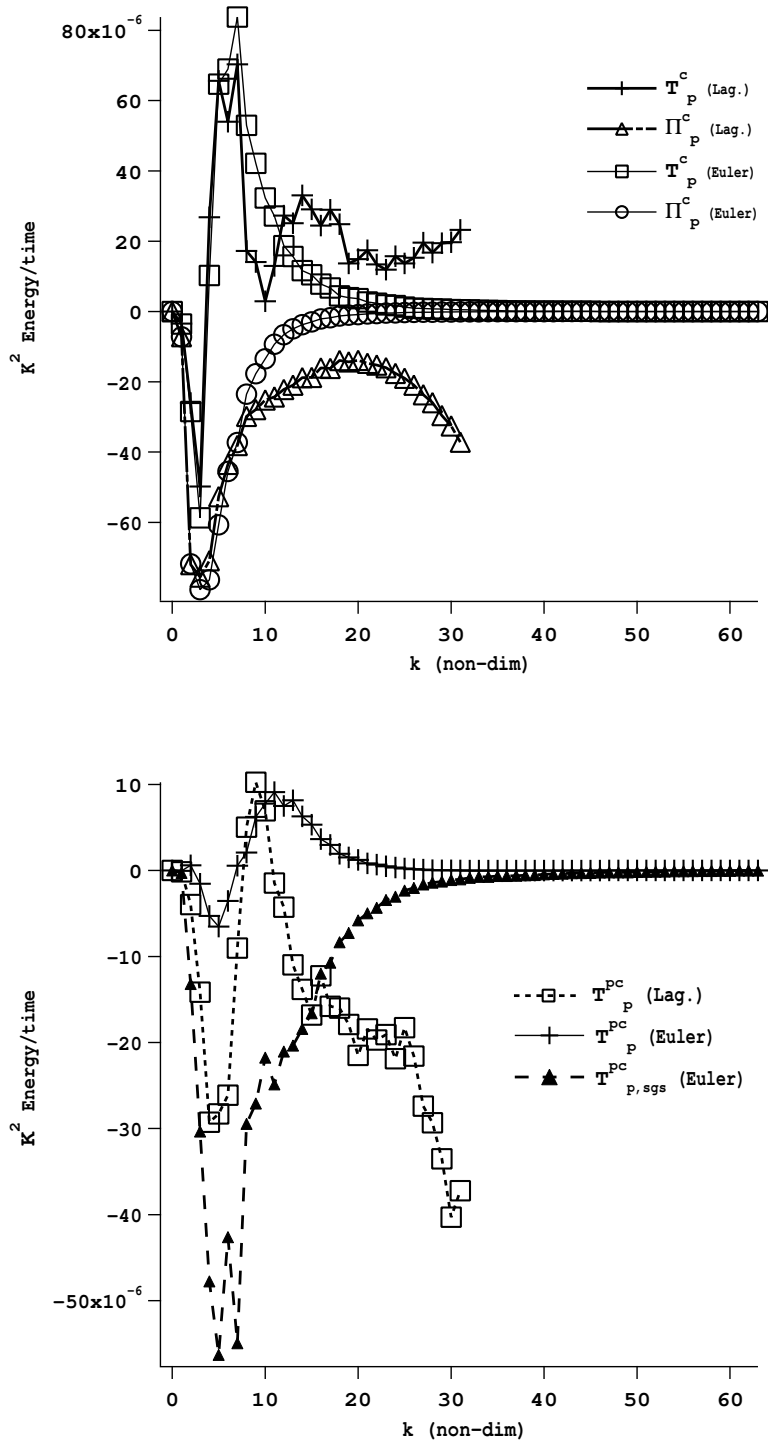 80x10⁻⁶
60
40
20
0
−20
−40
−60
K² Energy/time
T^c_p (Lag.)
Π^c_p (Lag.)
T^c_p (Euler)
Π^c_p (Euler)
0 10 20 30 40 50 60
k (non-dim)
10
0
−10
−20
−30
−40
−50x10⁻⁶
K² Energy/time
T^pc_p (Lag.)
T^pc_p (Euler)
T^pc_p,sgs (Euler)
0 10 20 30 40 50 60
k (non-dim)